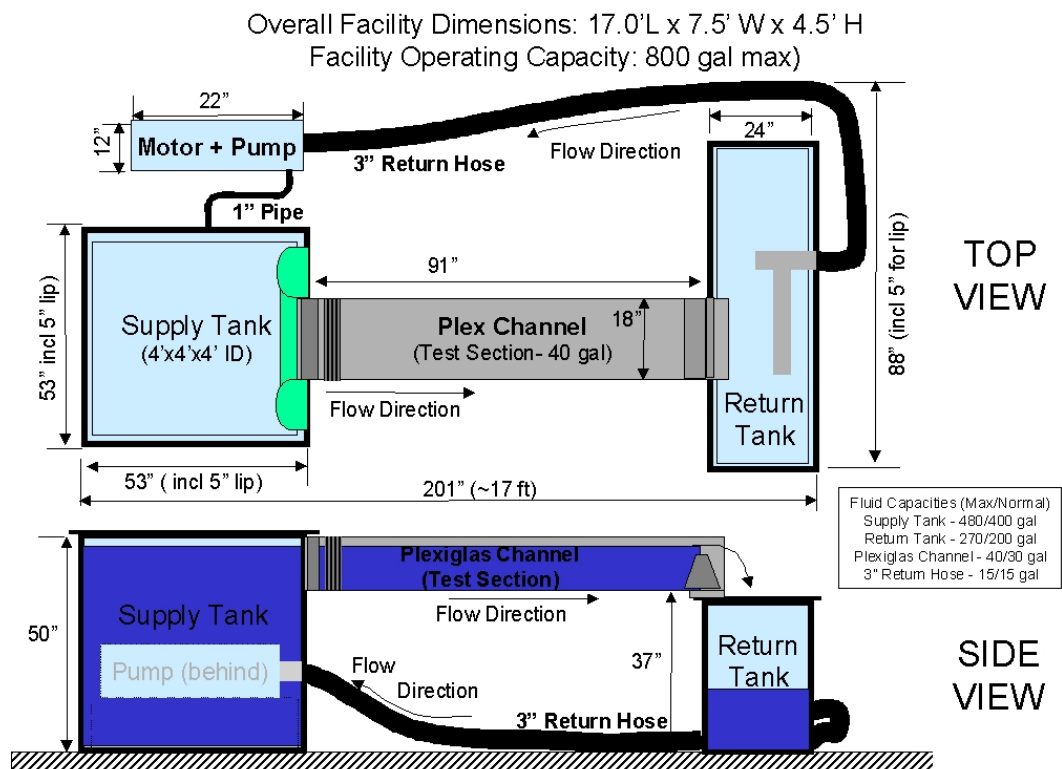 Overall Facility Dimensions: 17.0'L x 7.5' W x 4.5' H
Facility Operating Capacity: 800 gal max)
22"
12"
Motor + Pump
3" Return Hose
Flow Direction
24"
1" Pipe
53" incl 5" lip)
Supply Tank
(4'x4'x4' ID)
91"
Plex Channel
(Test Section- 40 gal)
18"
Flow Direction
Return
Tank
88" (incl 5" for lip)
TOP
VIEW
53" ( incl 5" lip)
201" (~17 ft)
Fluid Capacities (Max/Normal)
Supply Tank - 480/400 gal
Return Tank - 270/200 gal
Plexiglas Channel - 40/30 gal
3" Return Hose - 15/15 gal
Plexiglas Channel
(Test Section)
Flow Direction
50"
Supply Tank
Pump (behind)
Flow
Direction
3" Return Hose
37"
Return
Tank
SIDE
VIEW